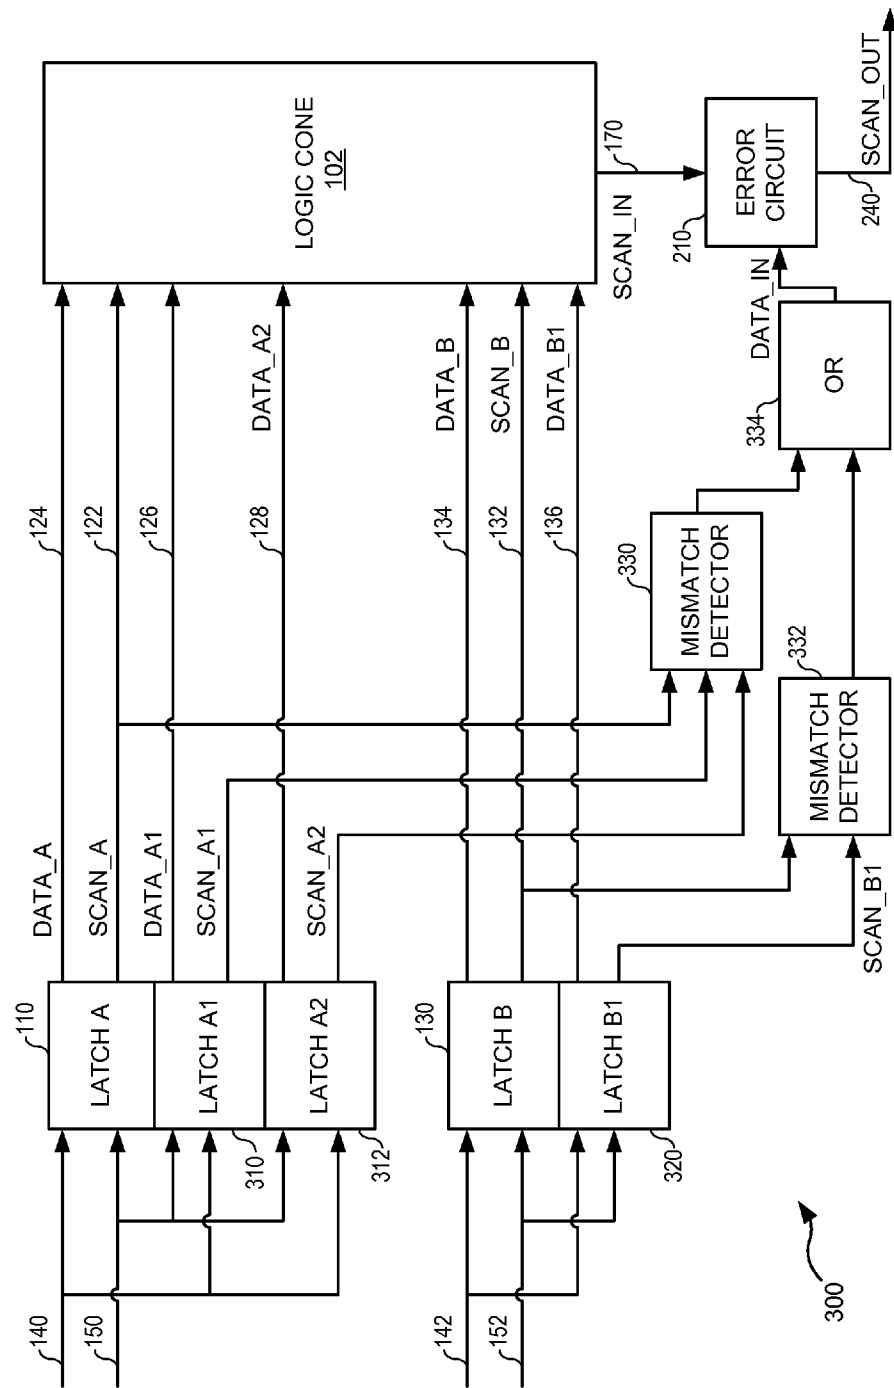 140
150
142
152
300
110
LATCH A
LATCH A1
310
LATCH A2
312
130
LATCH B
LATCH B1
320
DATA_A
SCAN_A
DATA_A1
SCAN_A1
SCAN_A2
SCAN_B1
124
122
126
128
134
132
136
DATA_A2
DATA_B
SCAN_B
DATA_B1
330
MISMATCH
DETECTOR
332
MISMATCH
DETECTOR
334
OR
LOGIC CONE
102
SCAN_IN
170
DATA_IN
210
ERROR
CIRCUIT
240
SCAN_OUT